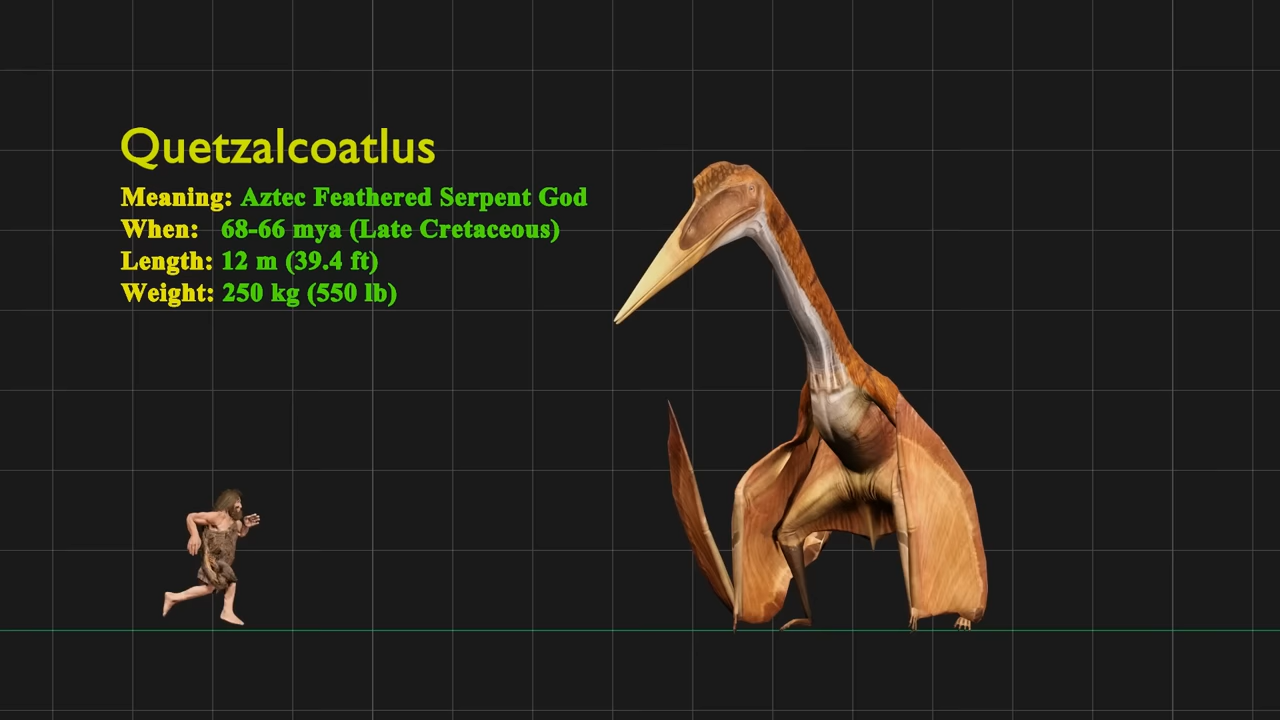 Quetzalcoatlus
Meaning: Aztec Feathered Serpent God
When: 68-66 mya (Late Cretaceous)
Length: 12 m (39.4 ft)
Weight: 250 kg (550 lb)